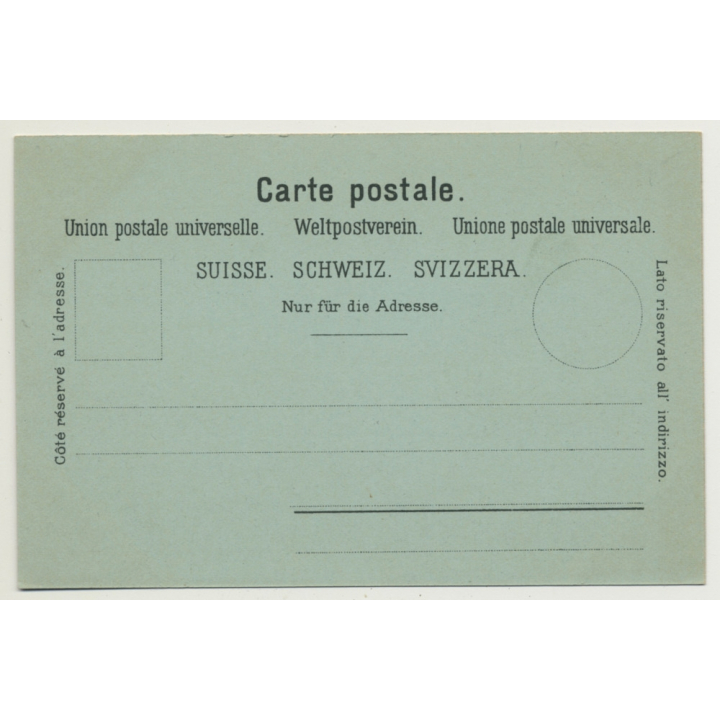 Carte postale.
Union postale universelle. Weltpostverein. Unione postale universale.
SUISSE. SCHWEIZ. SVIZZERA.
Nur für die Adresse.
Côté réservé à l'adresse.
Lato riservato all' indirizzo.